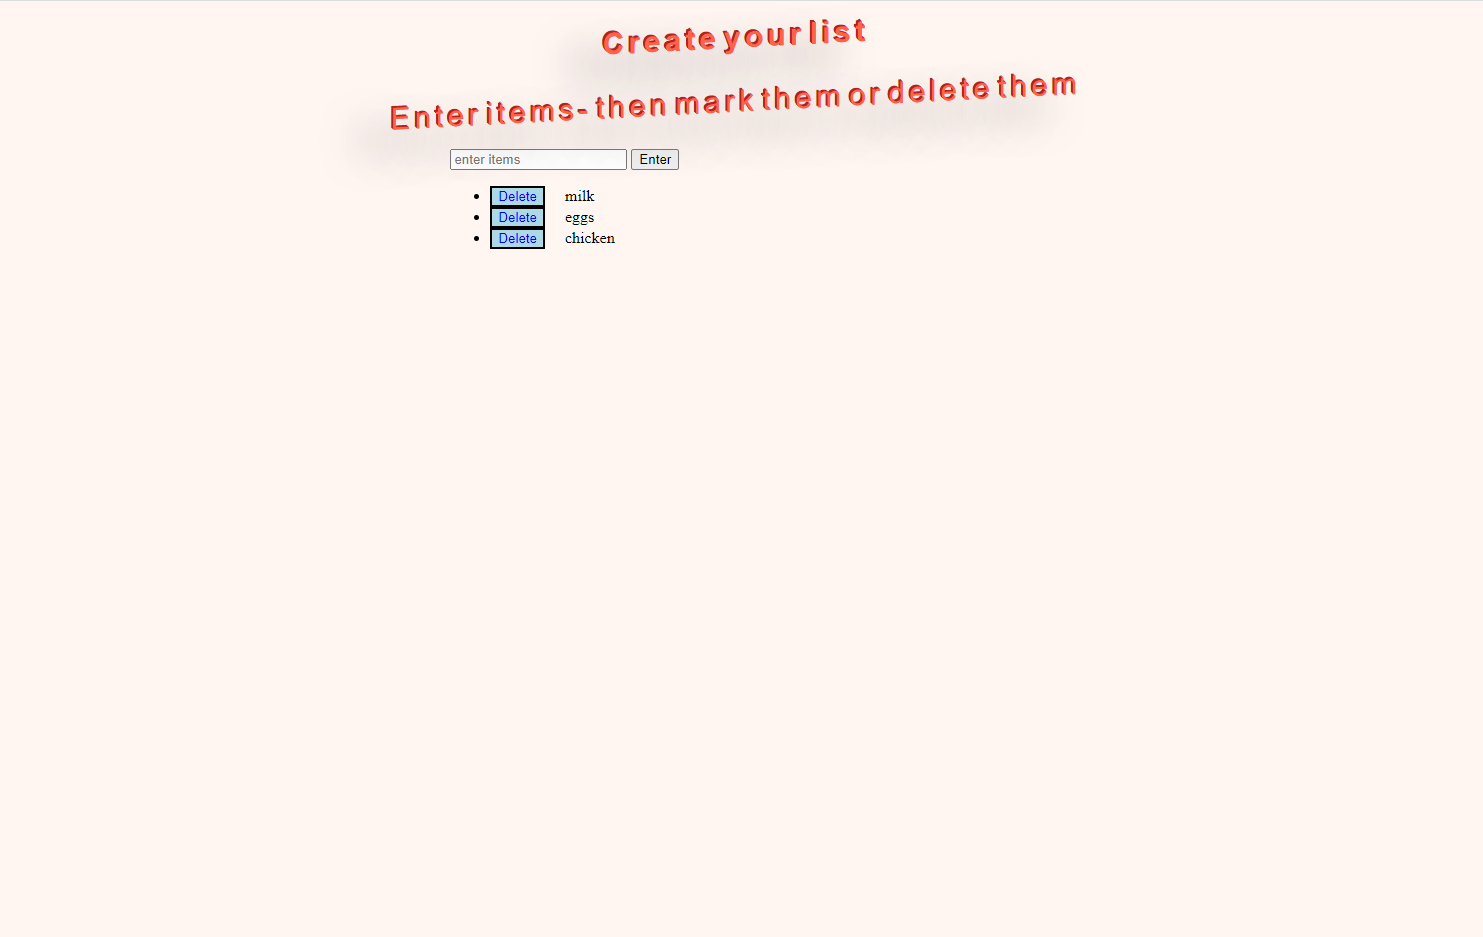 Create your list
Enter items- then mark them or delete them
enter items Enter
Delete milk
Delete eggs
Delete chicken